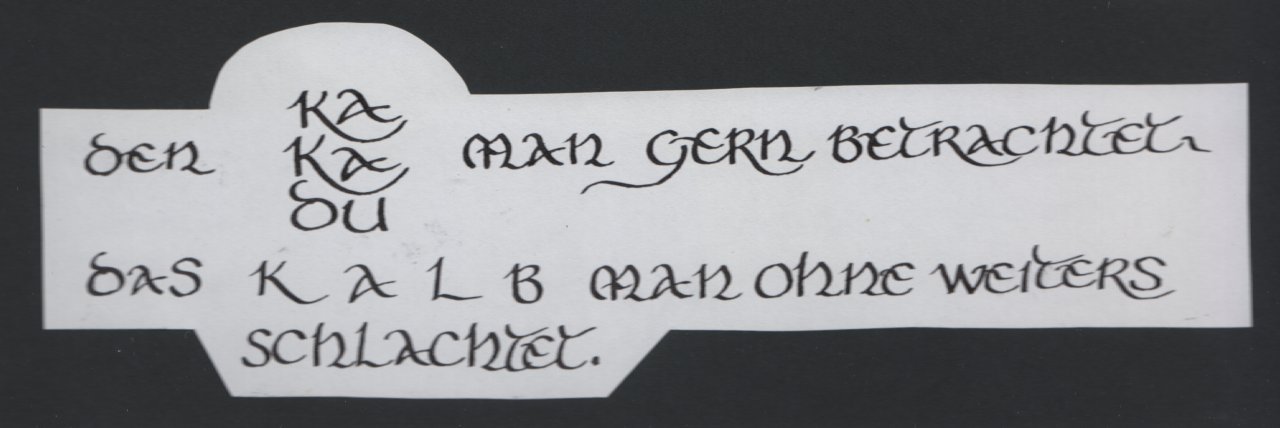 KA
DEN KA MAN GERN BETRACHTET,
DU
DAS K A L B MAN OHNE WEITERS
SCHLACHTET.